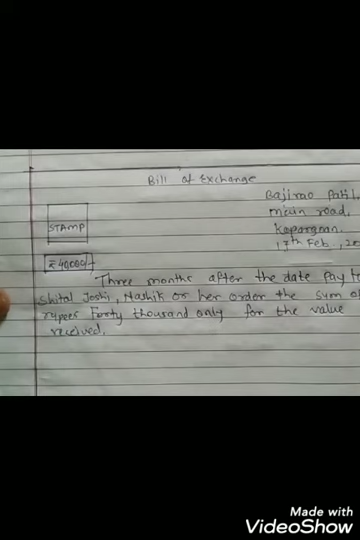 Bill of Exchange
Bajirao Patil,
Main road,
Kopargaon.
17th Feb, 20
STAMP
₹40000/-
Three months after the date Pay to
Shital Joshi, Nashik or her order the sum of
rupees Forty thousand only for the value
received.
Made with
VideoShow